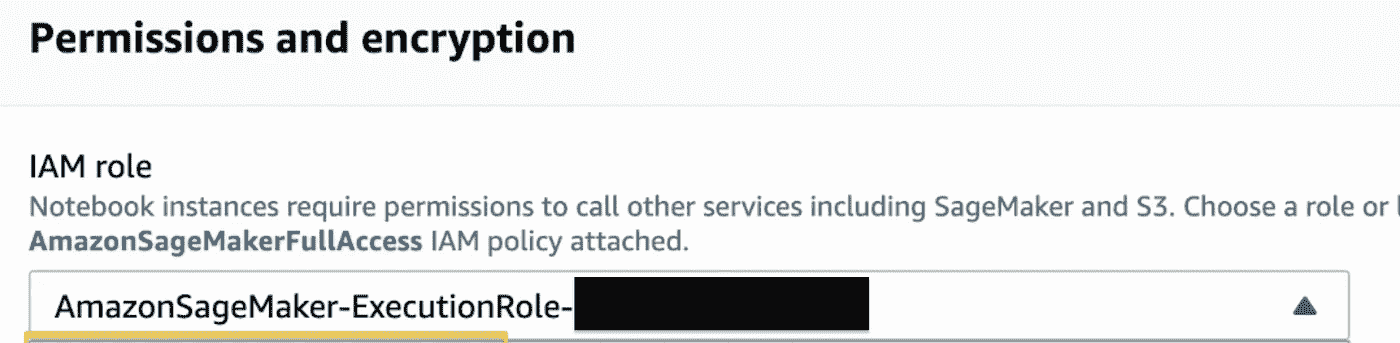 Permissions and encryption
IAM role
Notebook instances require permissions to call other services including SageMaker and S3. Choose a role or
AmazonSageMakerFullAccess IAM policy attached.
AmazonSageMaker-ExecutionRole-